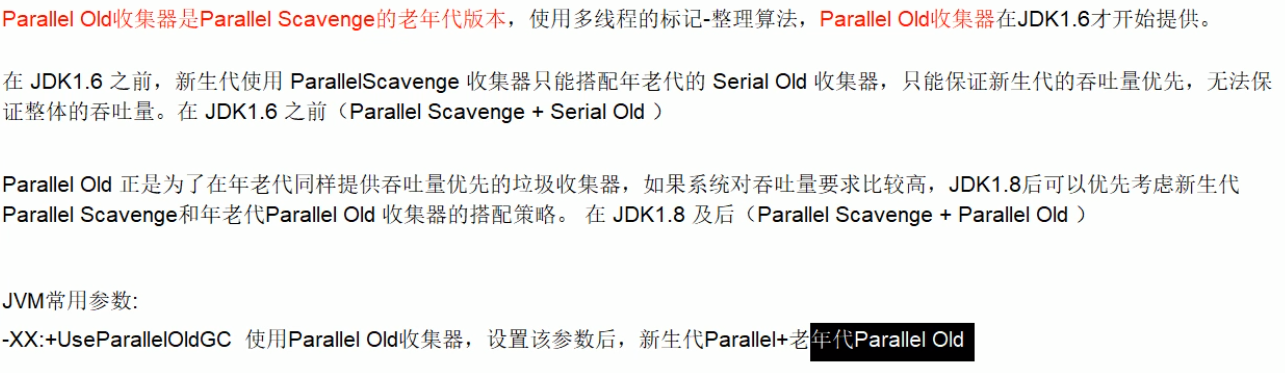 Parallel Old收集器是Parallel Scavenge的老年代版本，使用多线程的标记-整理算法，Parallel Old收集器在JDK1.6才开始提供。
在 JDK1.6 之前，新生代使用 ParallelScavenge 收集器只能搭配年老代的 Serial Old 收集器，只能保证新生代的吞吐量优先，无法保
证整体的吞吐量。在 JDK1.6 之前（Parallel Scavenge + Serial Old ）
Parallel Old 正是为了在年老代同样提供吞吐量优先的垃圾收集器，如果系统对吞吐量要求比较高，JDK1.8后可以优先考虑新生代
Parallel Scavenge和年老代Parallel Old 收集器的搭配策略。 在 JDK1.8 及后（Parallel Scavenge + Parallel Old ）
JVM常用参数:
-XX:+UseParallelOldGC 使用Parallel Old收集器，设置该参数后，新生代Parallel+老年代Parallel Old